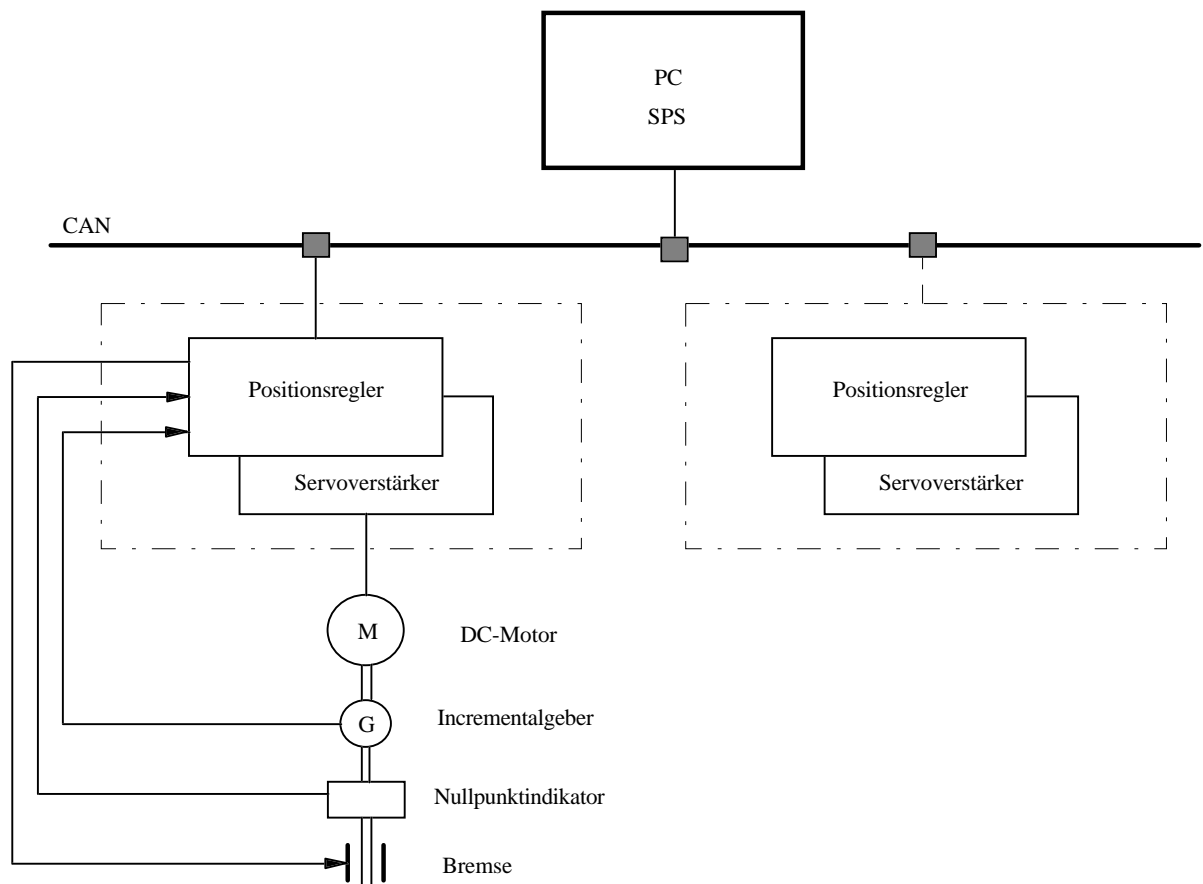 PC
SPS
CAN
Positionsregler
Servoverstärker
Positionsregler
Servoverstärker
M
DC-Motor
G
Incrementalgeber
Nullpunktindikator
Bremse